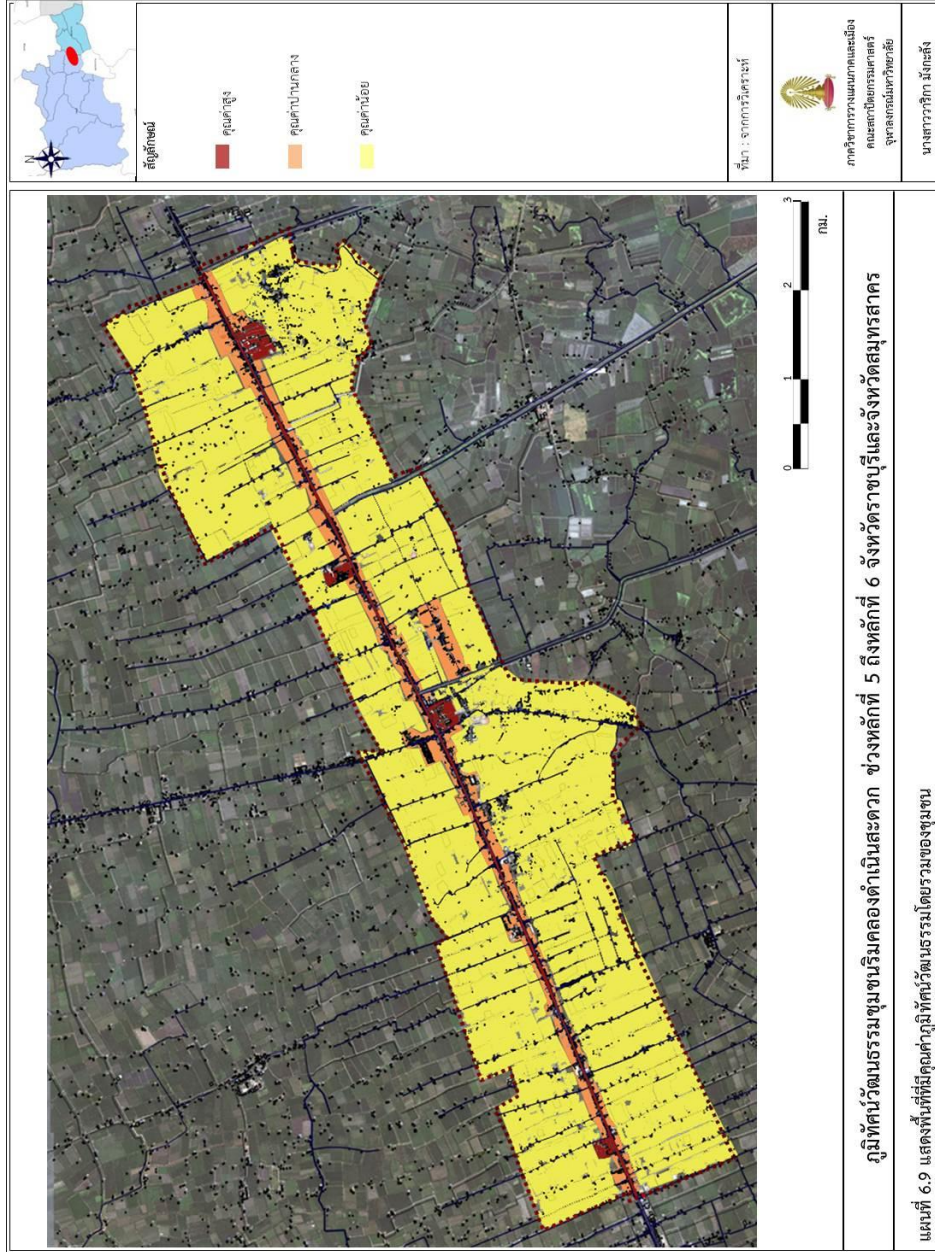 N
สัญลักษณ์
คุณค่าสูง
คุณค่าปานกลาง
คุณค่าน้อย
ที่มา : จากการวิเคราะห์
ภาควิชาการวางแผนภาคและเมือง
คณะสถาปัตยกรรมศาสตร์
จุฬาลงกรณ์มหาวิทยาลัย
นางสาววาริกา มังกะลัง
0 1 2 3
กม.
ภูมิทัศน์วัฒนธรรมชุมชนริมคลองดำเนินสะดวก ช่วงหลักที่ 5 ถึงหลักที่ 6 จังหวัดราชบุรีและจังหวัดสมุทรสาคร
แผนที่ 6.9 แสดงพื้นที่ที่มีคุณค่าภูมิทัศน์วัฒนธรรมโดยรวมของชุมชน